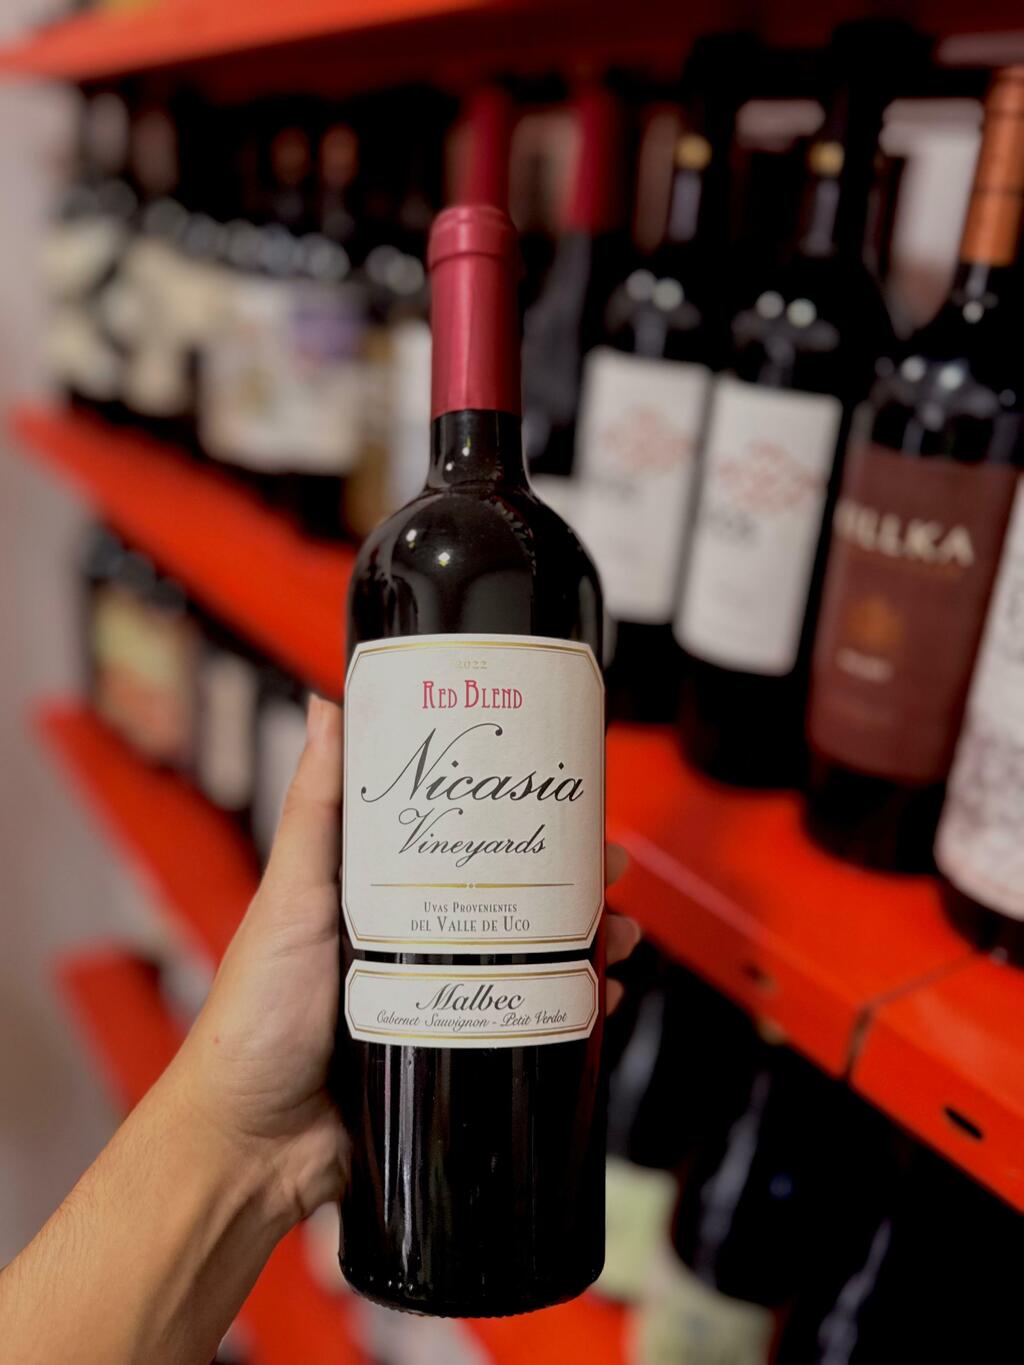 2022
Red Blend
Nicasia
Vineyards
Uvas Provenientes
del Valle de Uco
Malbec
Cabernet Sauvignon - Petit Verdot